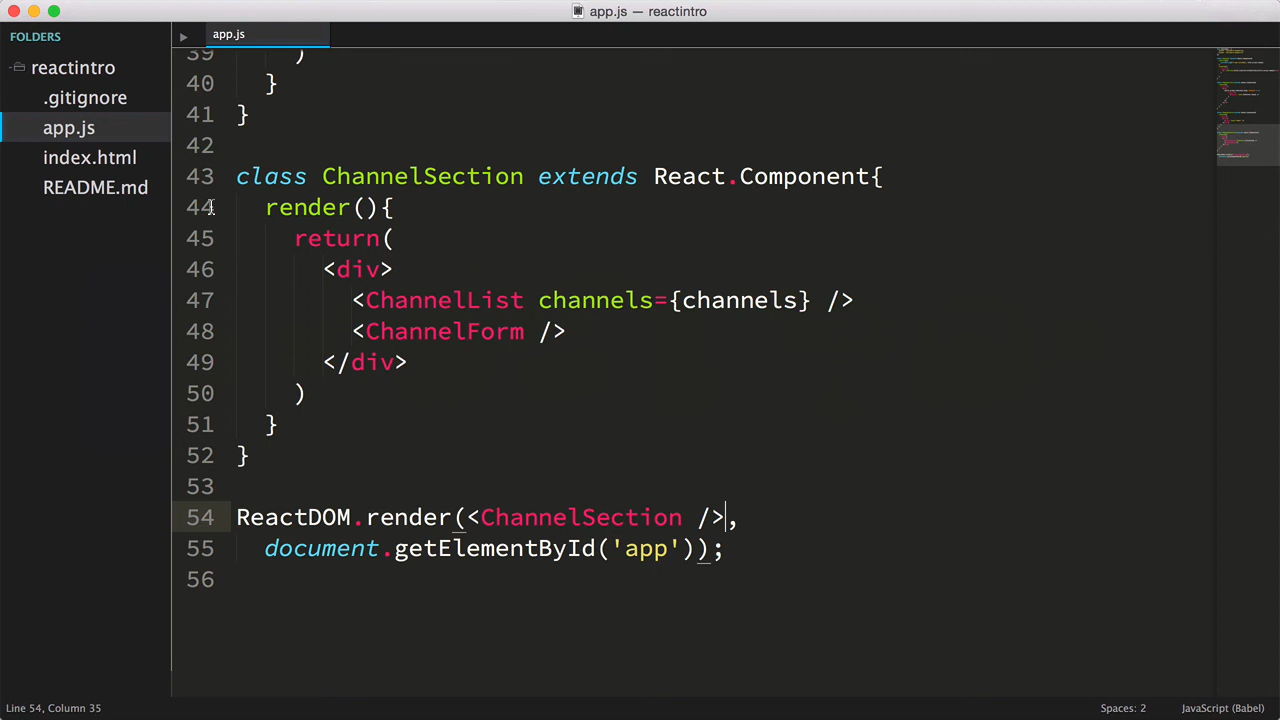 app.js — reactintro
FOLDERS
reactintro
.gitignore
app.js
index.html
README.md
app.js
39 )
40 }
41 }
42
43 class ChannelSection extends React.Component{
44 render(){
45 return(
46 <div>
47 <ChannelList channels={channels} />
48 <ChannelForm />
49 </div>
50 )
51 }
52 }
53
54 ReactDOM.render(<ChannelSection />,
55 document.getElementById('app'));
56
Line 54, Column 35
Spaces: 2
JavaScript (Babel)